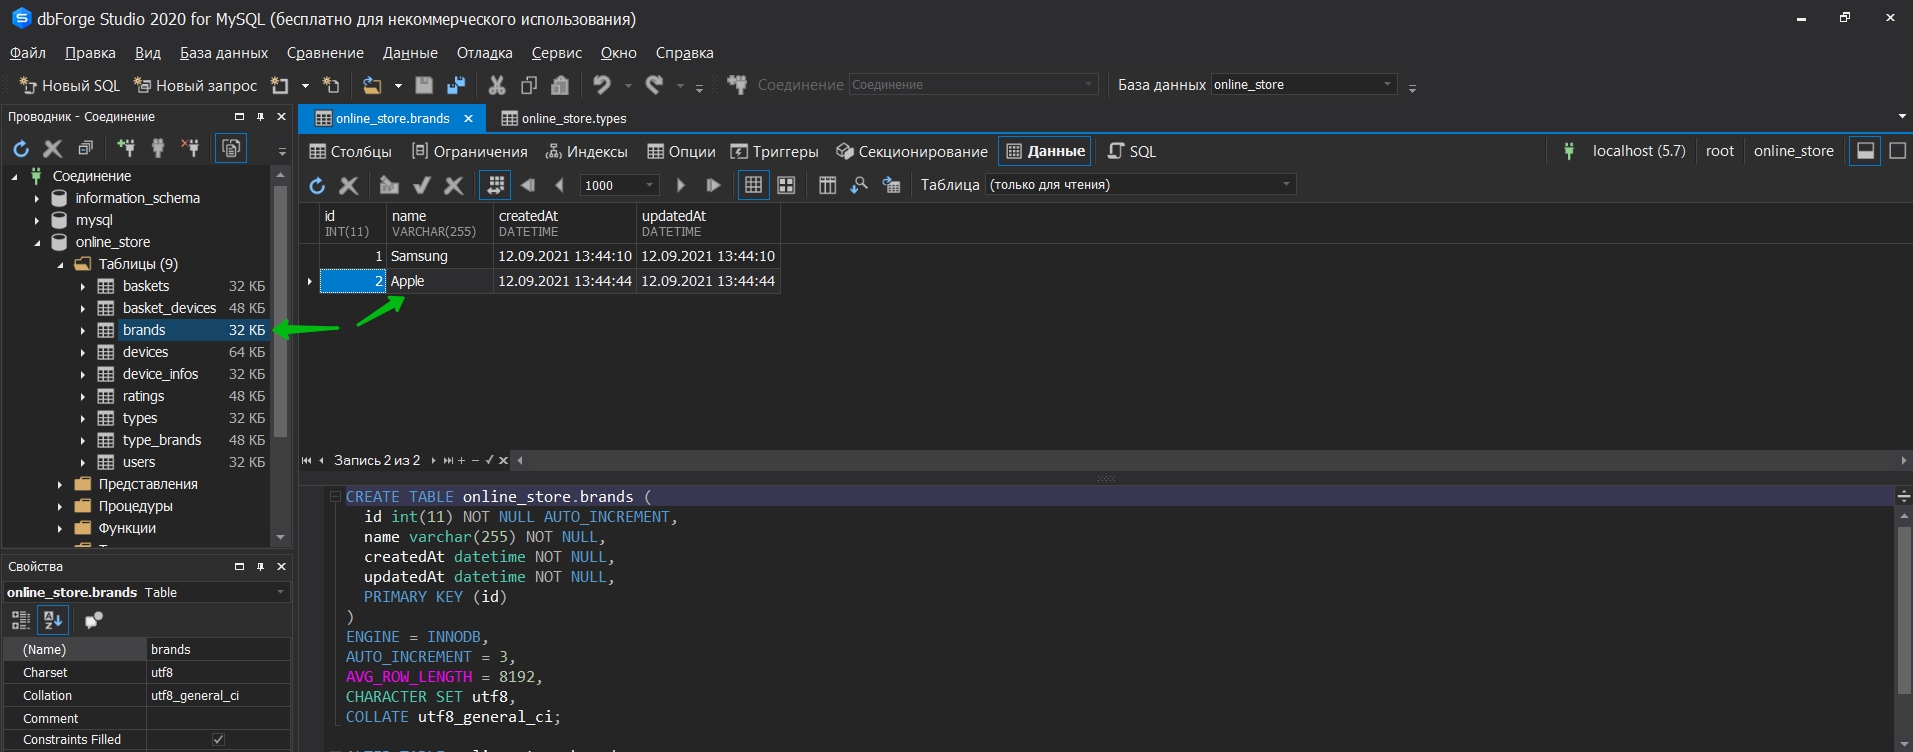 dbForge Studio 2020 for MySQL (бесплатно для некоммерческого использования)
Файл Правка Вид База данных Сравнение Данные Отладка Сервис Окно Справка
Новый SQL Новый запрос Соединение Соединение База данных online_store
Проводник - Соединение
online_store.brands online_store.types
Столбцы Ограничения Индексы Опции Триггеры Секционирование Данные SQL localhost (5.7) root online_store
1000 Таблица (только для чтения)
Соединение
information_schema
mysql
online_store
Таблицы (9)
baskets 32 КБ
basket_devices 48 КБ
brands 32 КБ
devices 64 КБ
device_infos 32 КБ
ratings 48 КБ
types 32 КБ
type_brands 48 КБ
users 32 КБ
Представления
Процедуры
Функции
id name createdAt updatedAt
INT(11) VARCHAR(255) DATETIME DATETIME
1 Samsung 12.09.2021 13:44:10 12.09.2021 13:44:10
2 Apple 12.09.2021 13:44:44 12.09.2021 13:44:44
Запись 2 из 2
CREATE TABLE online_store.brands (
id int(11) NOT NULL AUTO_INCREMENT,
name varchar(255) NOT NULL,
createdAt datetime NOT NULL,
updatedAt datetime NOT NULL,
PRIMARY KEY (id)
)
ENGINE = INNODB,
AUTO_INCREMENT = 3,
AVG_ROW_LENGTH = 8192,
CHARACTER SET utf8,
COLLATE utf8_general_ci;
Свойства
online_store.brands Table
(Name) brands
Charset utf8
Collation utf8_general_ci
Comment
Constraints Filled